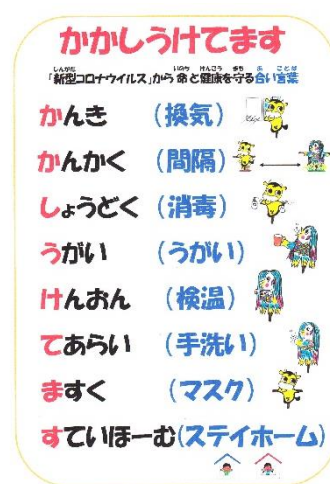 かかしうけてます
「新型コロナウイルス」から命と健康を守る合い言葉
かんき（換気）
かんかく（間隔）
しょうどく（消毒）
うがい（うがい）
けんおん（検温）
てあらい（手洗い）
ますく（マスク）
すていほーむ(ステイホーム)